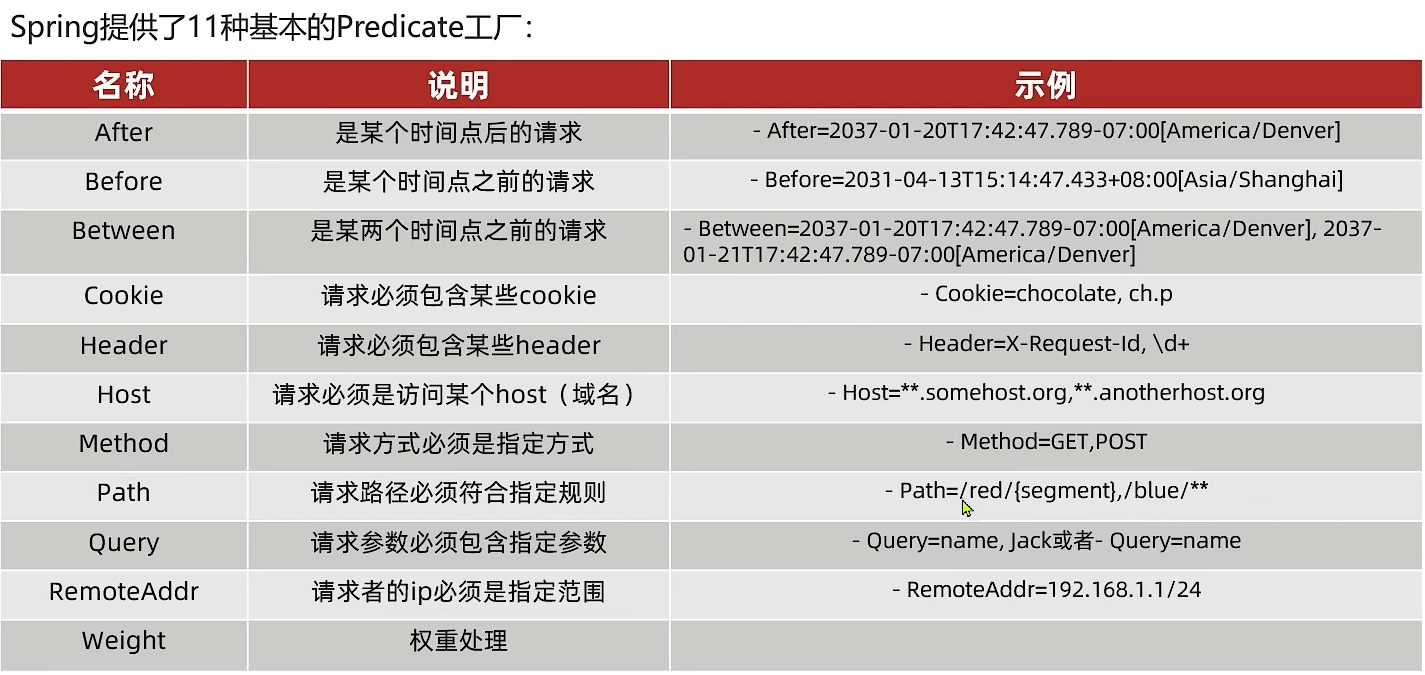 Spring提供了11种基本的Predicate工厂：
名称 说明 示例
After 是某个时间点后的请求 - After=2037-01-20T17:42:47.789-07:00[America/Denver]
Before 是某个时间点之前的请求 - Before=2031-04-13T15:14:47.433+08:00[Asia/Shanghai]
Between 是某两个时间点之前的请求 - Between=2037-01-20T17:42:47.789-07:00[America/Denver], 2037-
01-21T17:42:47.789-07:00[America/Denver]
Cookie 请求必须包含某些cookie - Cookie=chocolate, ch.p
Header 请求必须包含某些header - Header=X-Request-Id, \d+
Host 请求必须是访问某个host（域名） - Host=**.somehost.org,**.anotherhost.org
Method 请求方式必须是指定方式 - Method=GET,POST
Path 请求路径必须符合指定规则 - Path=/red/{segment},/blue/**
Query 请求参数必须包含指定参数 - Query=name, Jack或者- Query=name
RemoteAddr 请求者的ip必须是指定范围 - RemoteAddr=192.168.1.1/24
Weight 权重处理